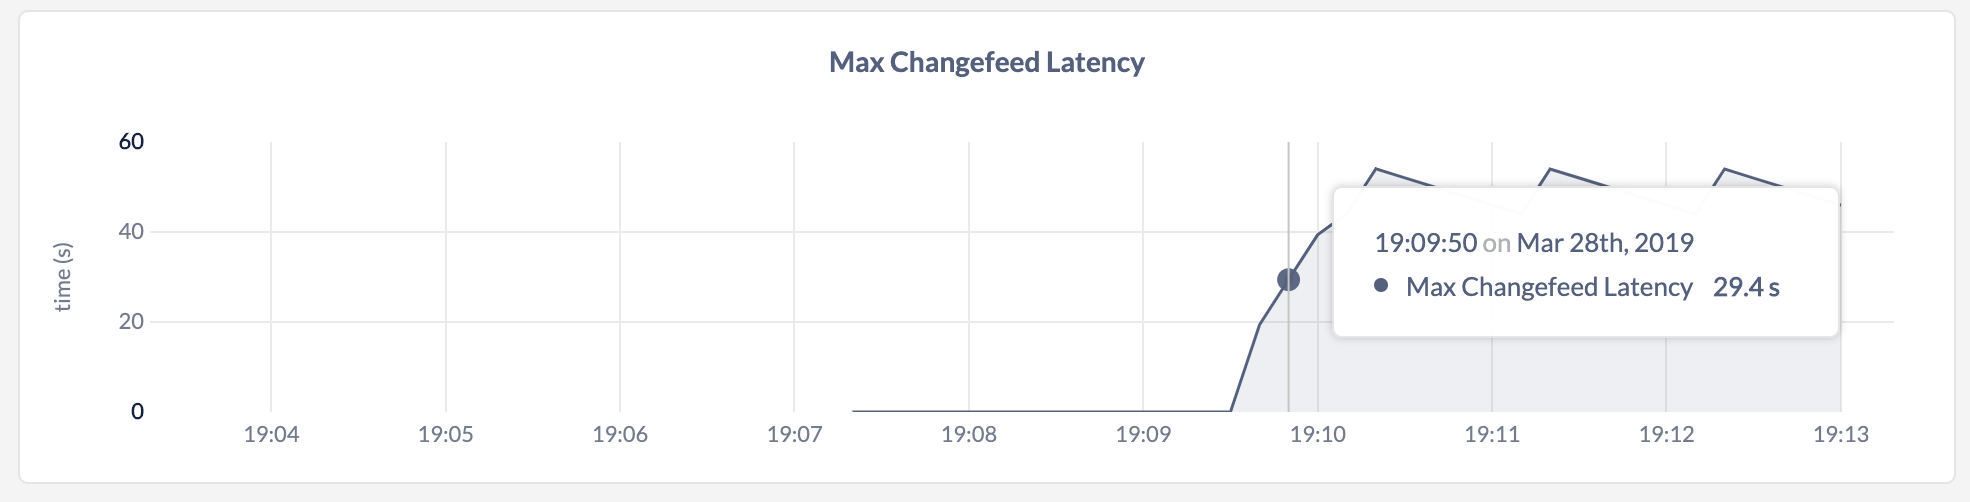 Max Changefeed Latency
60
40
20
0
time (s)
19:09:50 on Mar 28th, 2019
Max Changefeed Latency 29.4 s
19:04 19:05 19:06 19:07 19:08 19:09 19:10 19:11 19:12 19:13